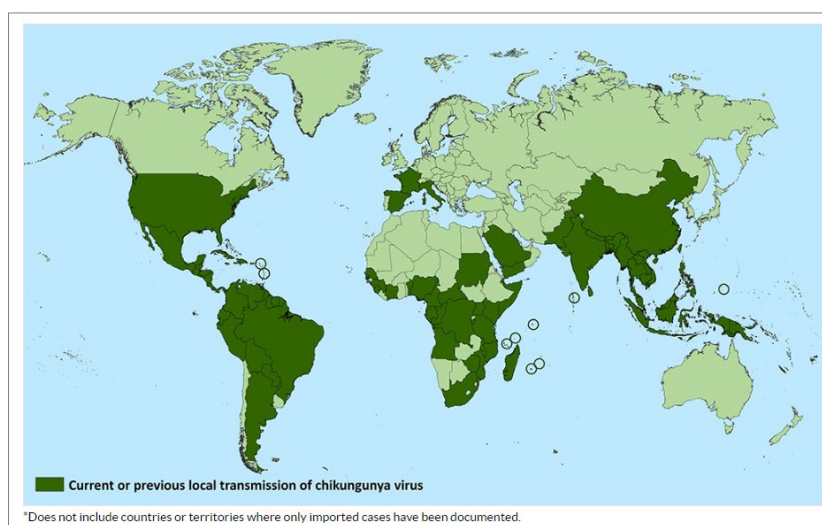 Current or previous local transmission of chikungunya virus
*Does not include countries or territories where only imported cases have been documented.